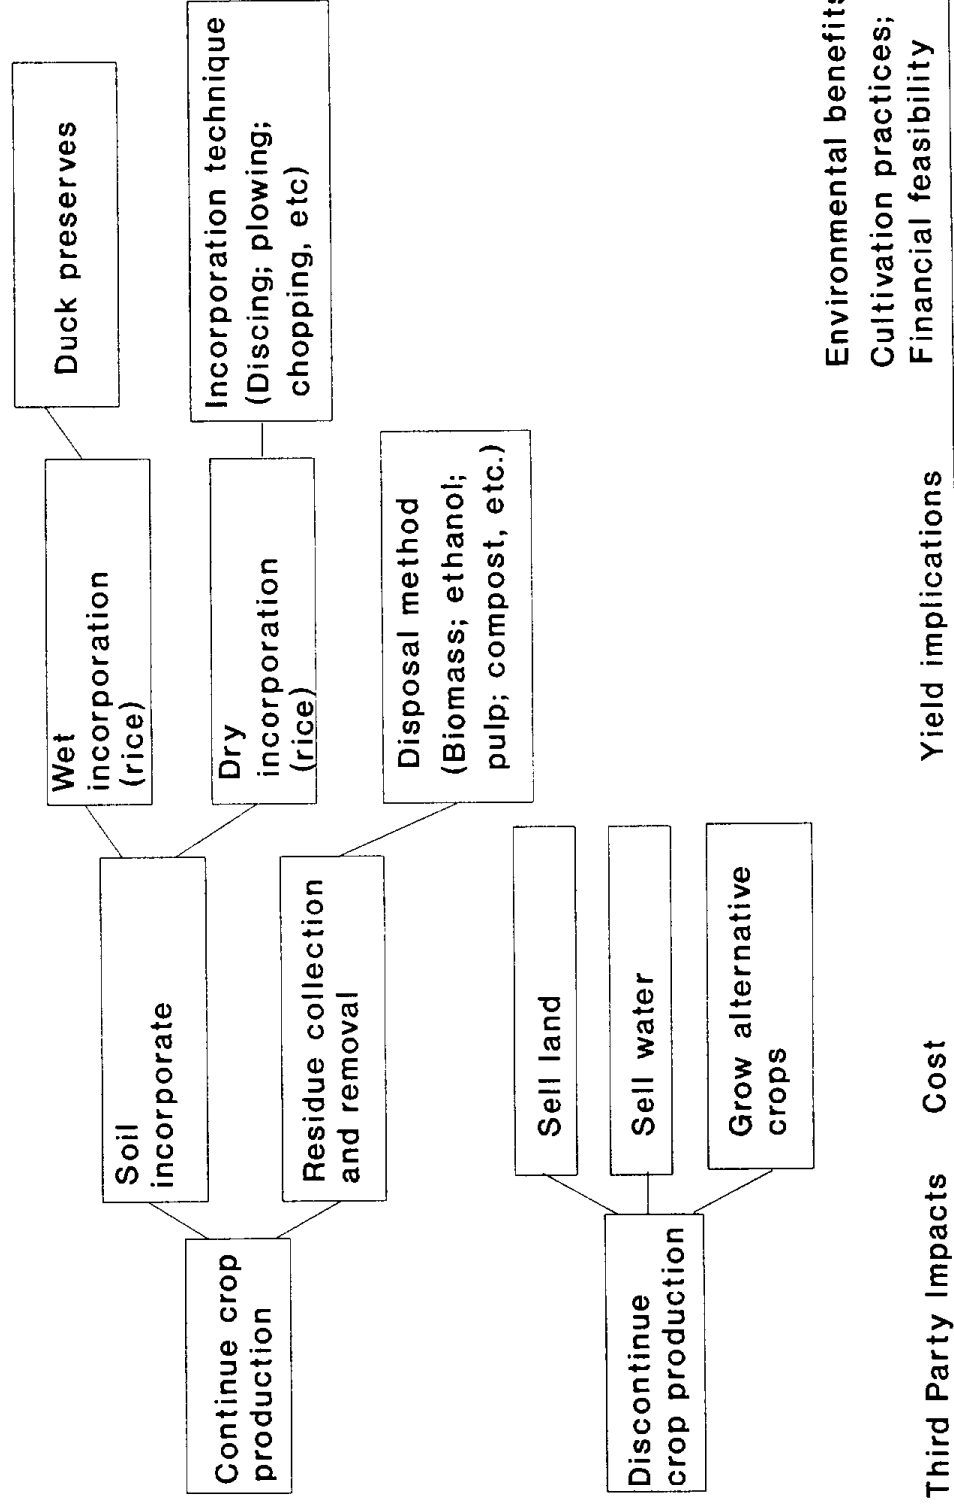 Continue crop
production
Soil
incorporate
Residue collection
and removal
Wet
incorporation
(rice)
Dry
incorporation
(rice)
Disposal method
(Biomass; ethanol;
pulp; compost, etc.)
Duck preserves
Incorporation technique
(Discing; plowing;
chopping, etc)
Discontinue
crop production
Sell land
Sell water
Grow alternative
crops
Third Party Impacts
Cost
Yield implications
Environmental benefits
Cultivation practices;
Financial feasibility